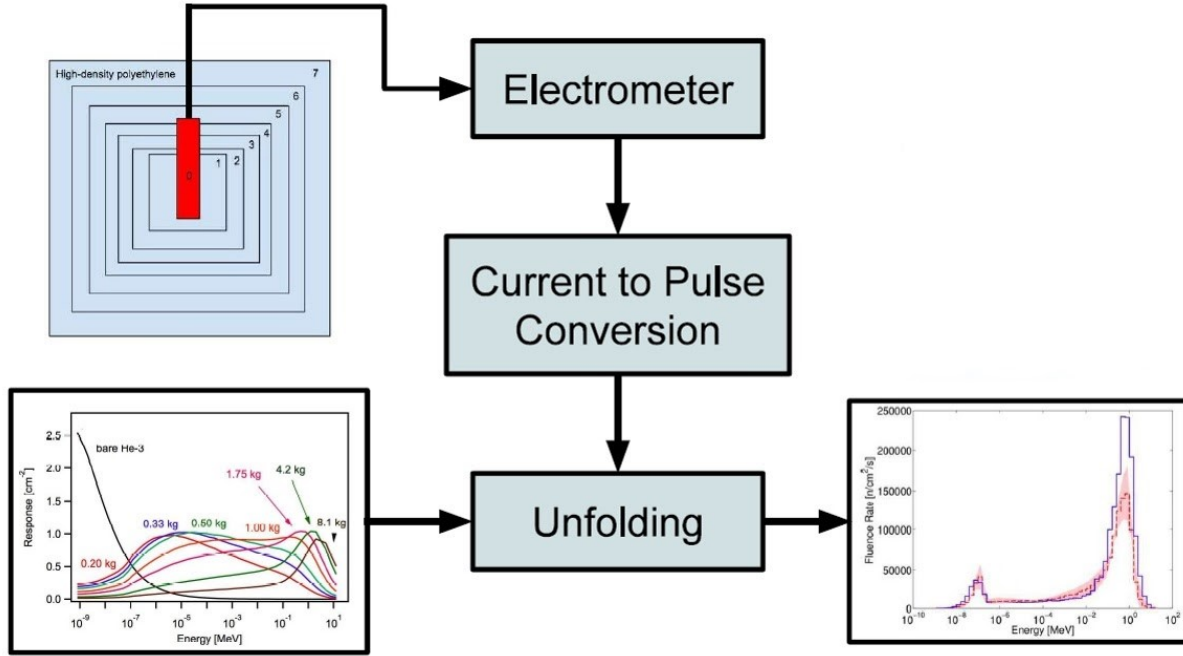 High-density polyethylene
7
6
5
4
3
2
1
0
Electrometer
Current to Pulse
Conversion
Unfolding
Response [cm⁻²]
2.5
2.0
1.5
1.0
0.5
0.0
bare He-3
1.75 kg
4.2 kg
0.33 kg
0.50 kg
1.00 kg
8.1 kg
0.20 kg
10⁻⁹
10⁻⁷
10⁻⁵
10⁻³
10⁻¹
10¹
Energy [MeV]
Fluence Rate [n/cm²/s]
250000
200000
150000
100000
50000
0
10⁻¹⁰
10⁻⁸
10⁻⁶
10⁻⁴
10⁻²
10⁰
10²
Energy [MeV]